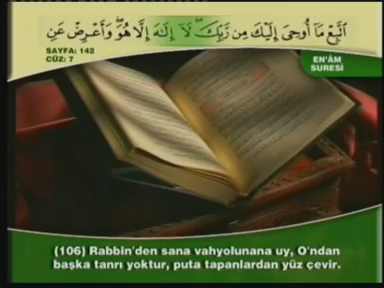 ٱتَّبِعْ مَآ أُوحِىَ إِلَيْكَ مِن رَّبِّكَ ۖ لَآ إِلَٰهَ إِلَّا هُوَ ۖ وَأَعْرِضْ عَنِ
SAYFA: 142
CÜZ: 7
EN'ÂM
SURESİ
(106) Rabbin'den sana vahyolunana uy, O'ndan
başka tanrı yoktur, puta tapanlardan yüz çevir.